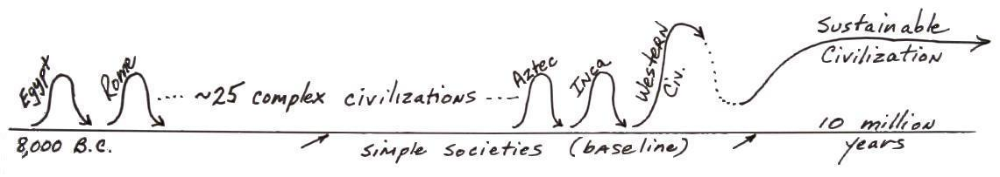 Egypt
Rome
~25 complex civilizations
Aztec
Inca
Western
Civ.
Sustainable
Civilization
8,000 B.C.
simple societies (baseline)
10 million
years